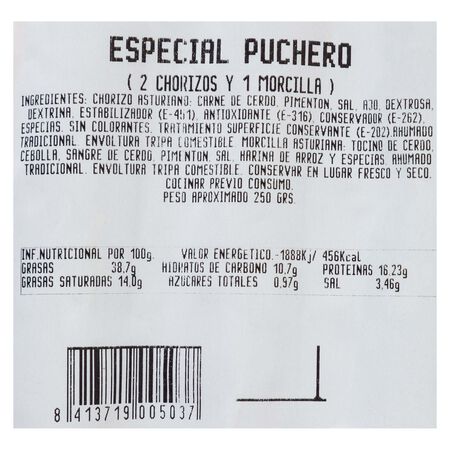 ESPECIAL PUCHERO
( 2 CHORIZOS Y 1 MORCILLA )
INGREDIENTES: CHORIZO ASTURIANO: CARNE DE CERDO, PIMENTON, SAL, AJO, DEXTROSA,
DEXTRINA, ESTABILIZADOR (E-451), ANTIOXIDANTE (E-316), CONSERVADOR (E-262),
ESPECIAS. SIN COLORANTES. TRATAMIENTO SUPERFICIE CONSERVANTE (E-202).AHUMADO
TRADICIONAL. ENVOLTURA TRIPA COMESTIBLE. MORCILLA ASTURIANA: TOCINO DE CERDO,
CEBOLLA, SANGRE DE CERDO, PIMENTON, SAL, HARINA DE ARROZ Y ESPECIAS. AHUMADO
TRADICIONAL. ENVOLTURA TRIPA COMESTIBLE. CONSERVAR EN LUGAR FRESCO Y SECO.
COCINAR PREVIO CONSUMO.
PESO APROXIMADO 250 GRS.
INF.NUTRICIONAL POR 100g. VALOR ENERGETICO.-1888Kj/ 456Kcal
GRASAS 38,7g HIDRATOS DE CARBONO 10,7g PROTEINAS 16.23g
GRASAS SATURADAS 14,0g AZUCARES TOTALES 0,97g SAL 3,46g
8 413719 005037